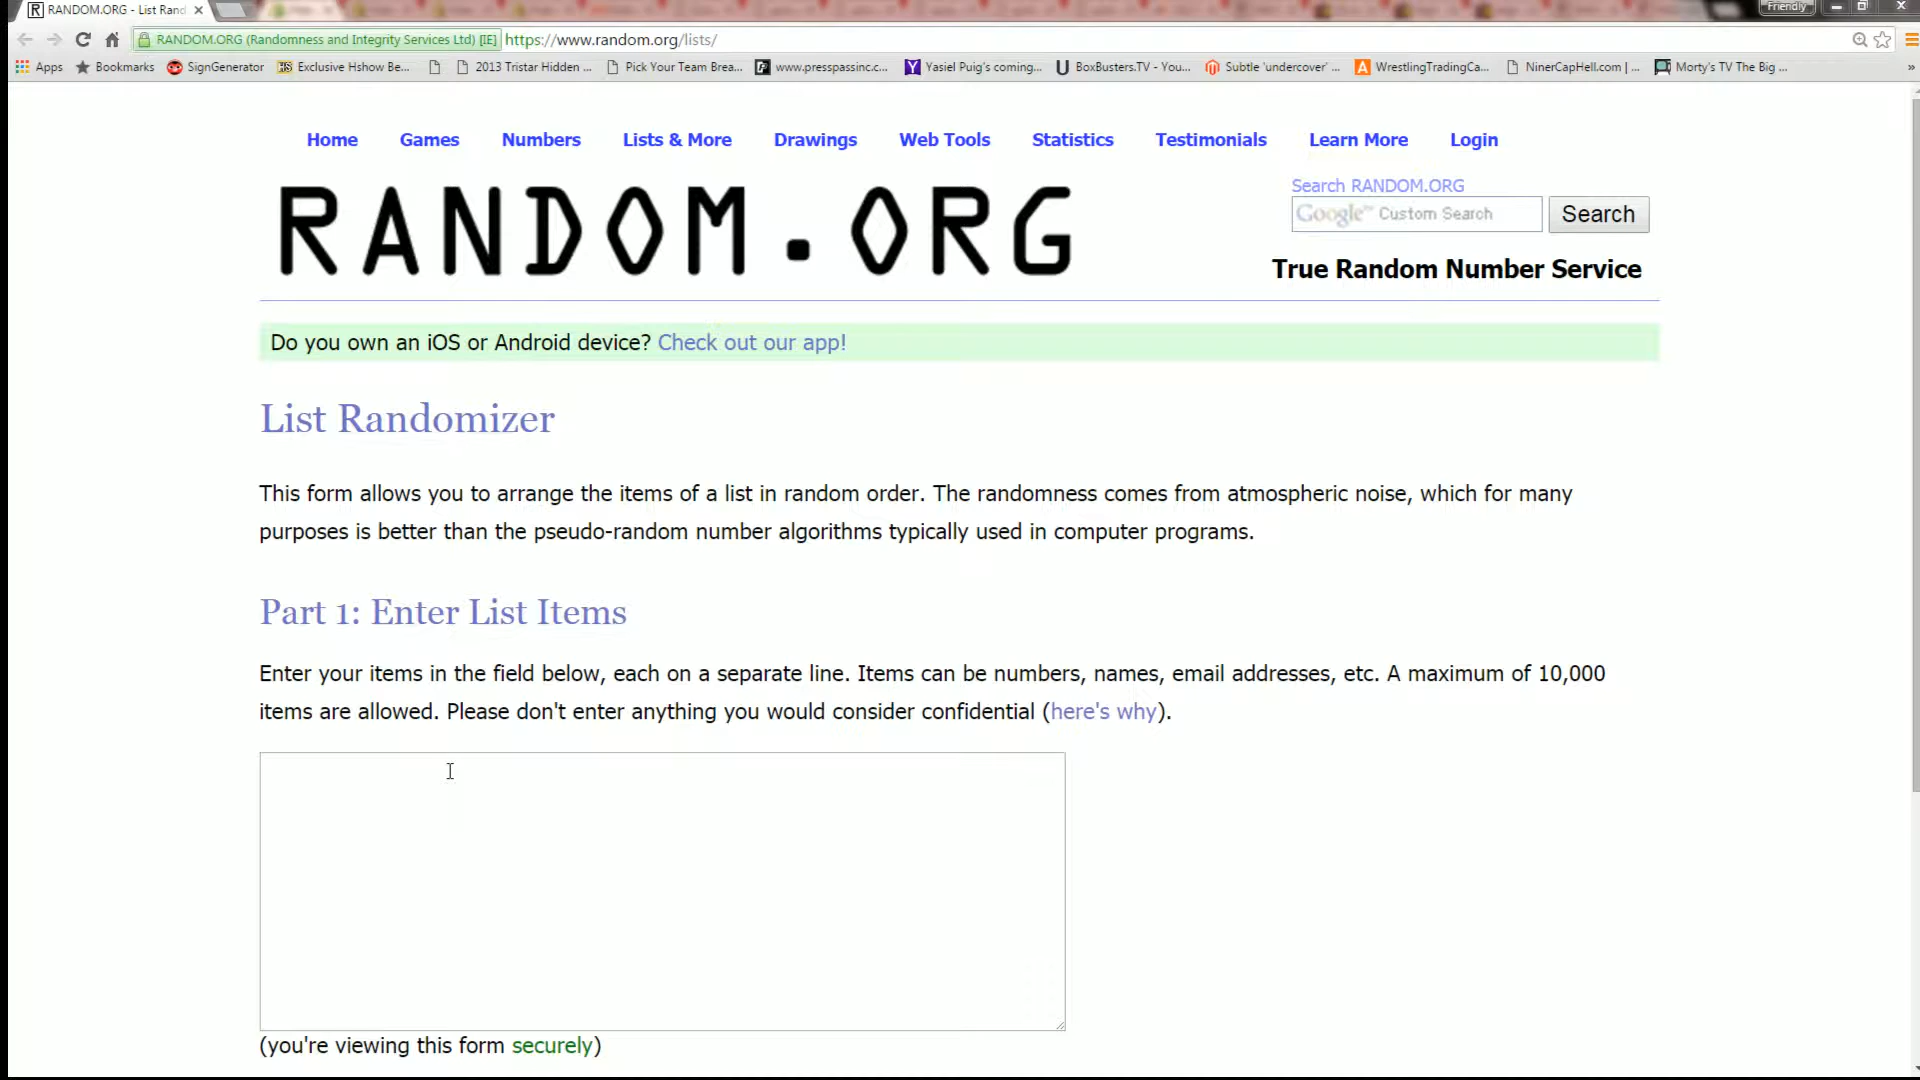 RANDOM.ORG - List Rand
Friendly
RANDOM.ORG (Randomness and Integrity Services Ltd) [IE] https://www.random.org/lists/
Apps Bookmarks SignGenerator Exclusive Hshow Be... 2013 Tristar Hidden ... Pick Your Team Brea... www.presspassinc.c... Yasiel Puig's coming... BoxBusters.TV - You... Subtle 'undercover' ... WrestlingTradingCa... NinerCapHell.com | ... Morty's TV The Big ... »
Home Games Numbers Lists & More Drawings Web Tools Statistics Testimonials Learn More Login
RANDOM.ORG
Search RANDOM.ORG
Google™ Custom Search Search
True Random Number Service
Do you own an iOS or Android device? Check out our app!
List Randomizer
This form allows you to arrange the items of a list in random order. The randomness comes from atmospheric noise, which for many
purposes is better than the pseudo-random number algorithms typically used in computer programs.
Part 1: Enter List Items
Enter your items in the field below, each on a separate line. Items can be numbers, names, email addresses, etc. A maximum of 10,000
items are allowed. Please don't enter anything you would consider confidential (here's why).
(you're viewing this form securely)